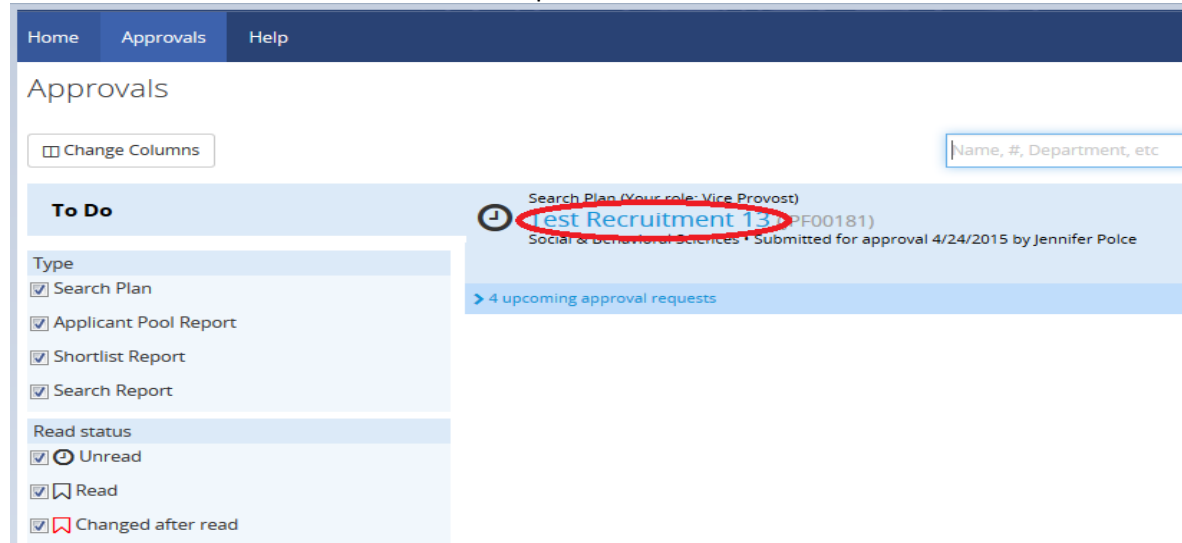 Home Approvals Help
Approvals
Change Columns
Name, #, Department, etc
To Do
Search Plan (Your role: Vice Provost)
Test Recruitment 13 (JPF00181)
Social & Behavioral Sciences • Submitted for approval 4/24/2015 by Jennifer Polce
4 upcoming approval requests
Type
Search Plan
Applicant Pool Report
Shortlist Report
Search Report
Read status
Unread
Read
Changed after read